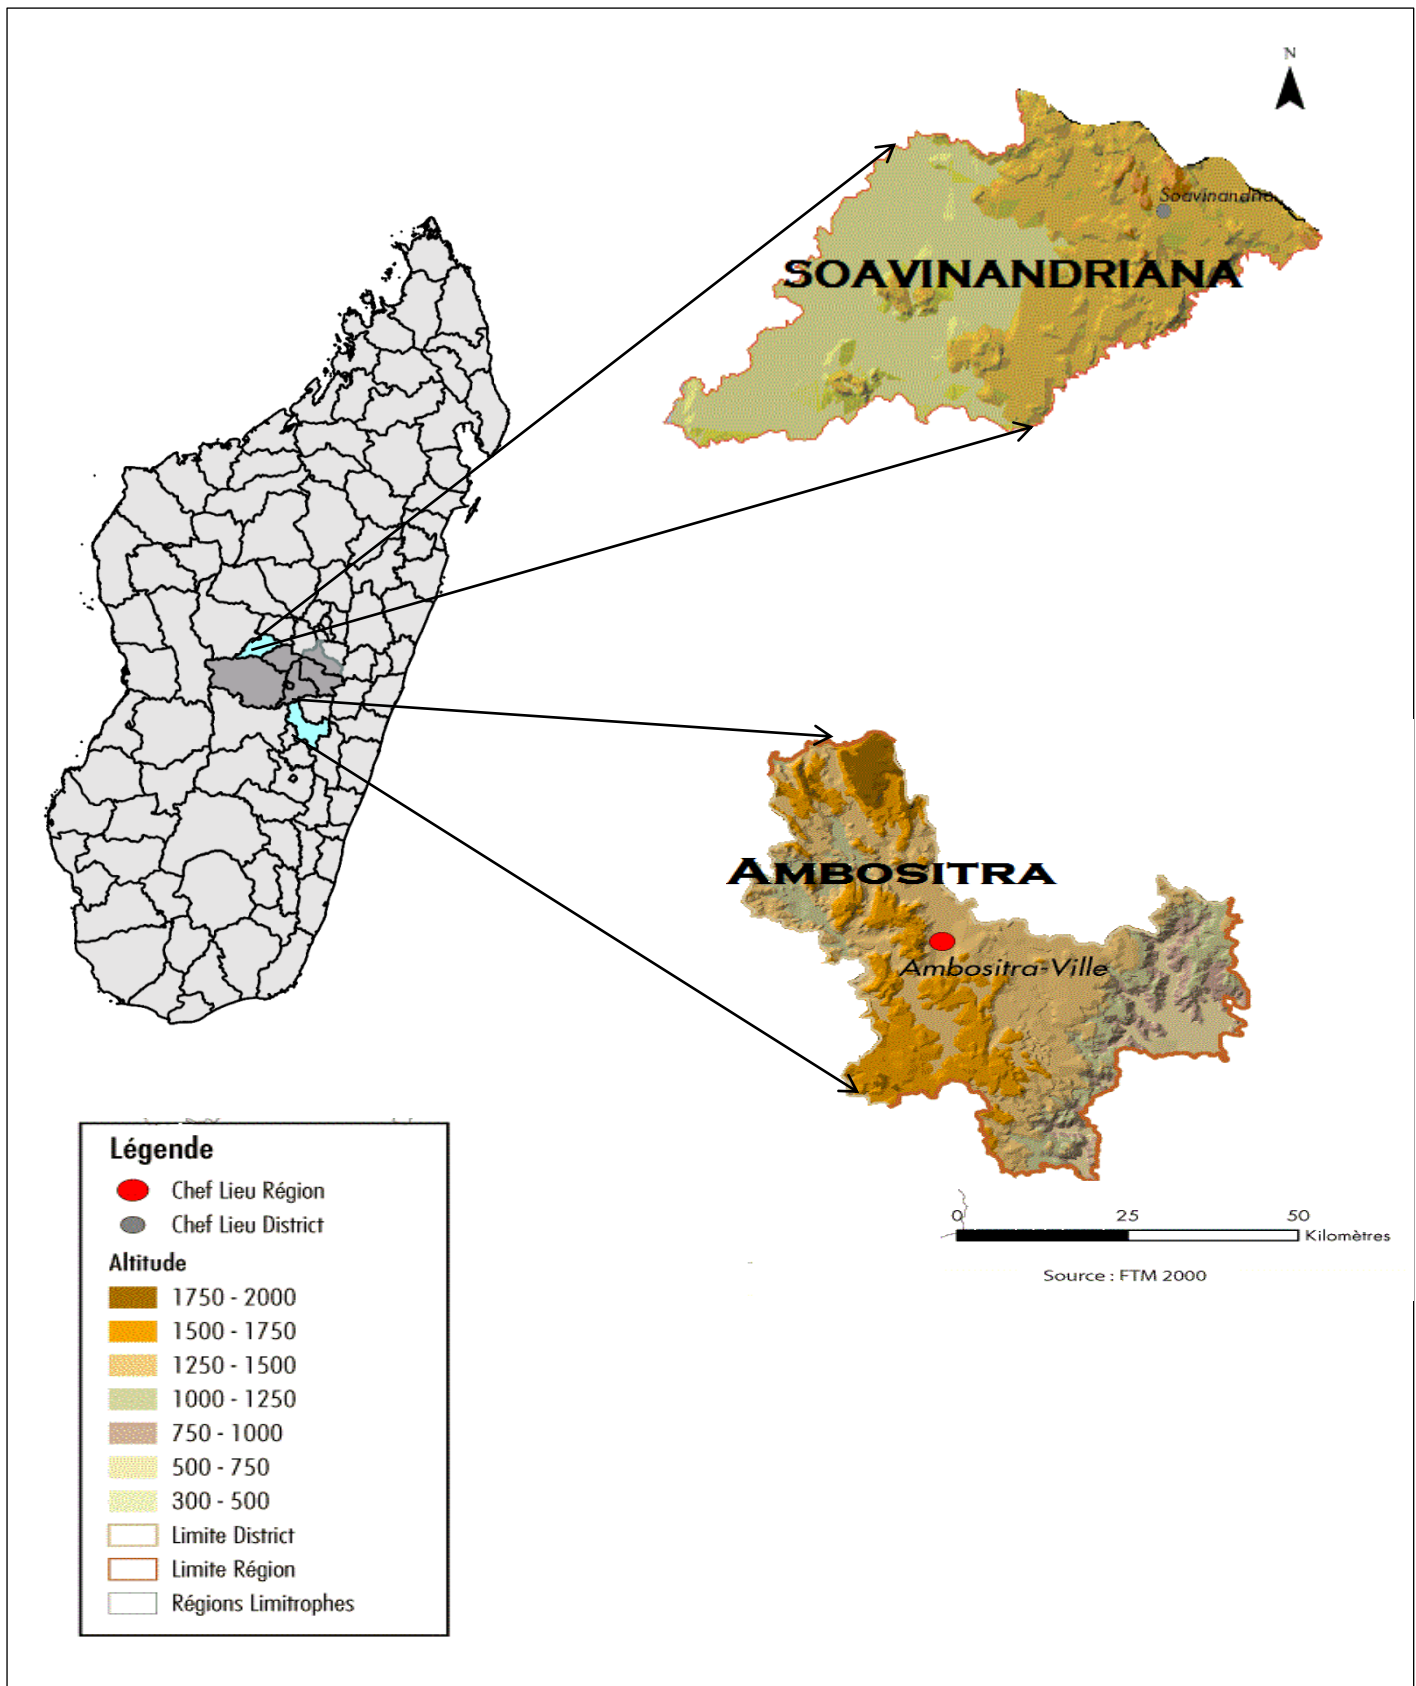 N
Soavinandria
SOAVINANDRIANA
AMBOSITRA
Ambositra-Ville
0 25 50
Kilomètres
Source : FTM 2000
Légende
Chef Lieu Région
Chef Lieu District
Altitude
1750 - 2000
1500 - 1750
1250 - 1500
1000 - 1250
750 - 1000
500 - 750
300 - 500
Limite District
Limite Région
Régions Limitrophes